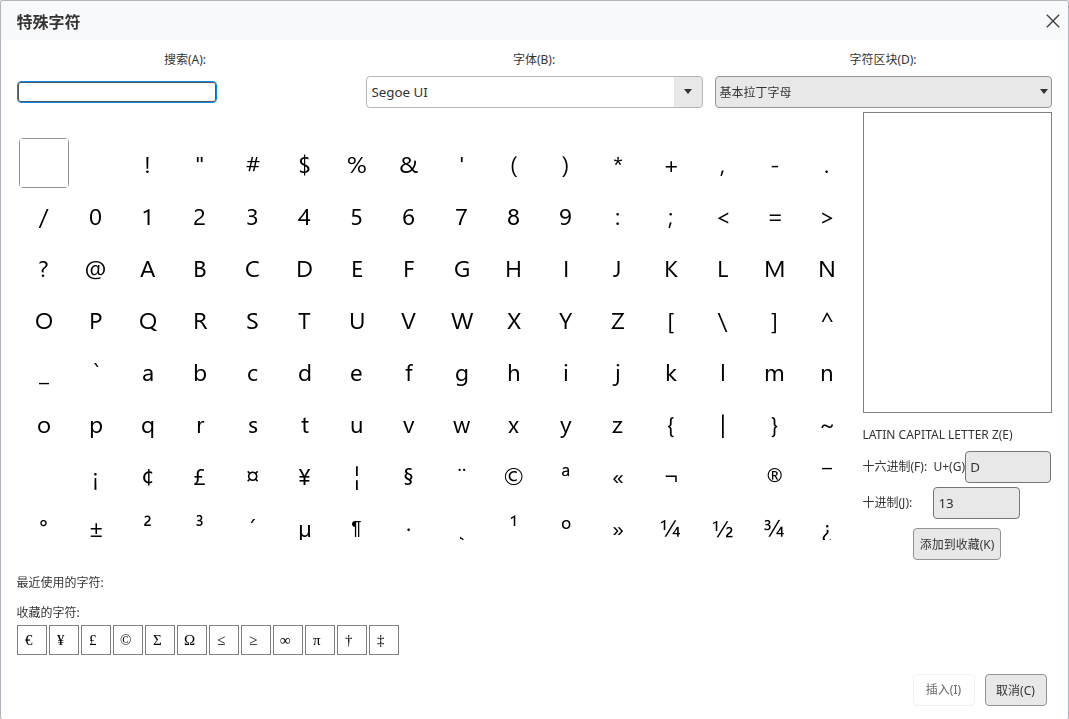 特殊字符
搜索(A):
字体(B):
字符区块(D):
Segoe UI
基本拉丁字母
! " # $ % & ' ( ) * + , - .
/ 0 1 2 3 4 5 6 7 8 9 : ; < = >
? @ A B C D E F G H I J K L M N
O P Q R S T U V W X Y Z [ \ ] ^
_ ` a b c d e f g h i j k l m n
o p q r s t u v w x y z { | } ~
¡ ¢ £ ¤ ¥ ¦ § ¨ © ª « ¬ ® ¯
° ± ² ³ ´ µ ¶ · ¸ ¹ º » ¼ ½ ¾ ¿
LATIN CAPITAL LETTER Z(E)
十六进制(F): U+(G) D
十进制(J): 13
添加到收藏(K)
最近使用的字符:
收藏的字符:
€ ¥ £ © Σ Ω ≤ ≥ ∞ π † ‡
插入(I)
取消(C)